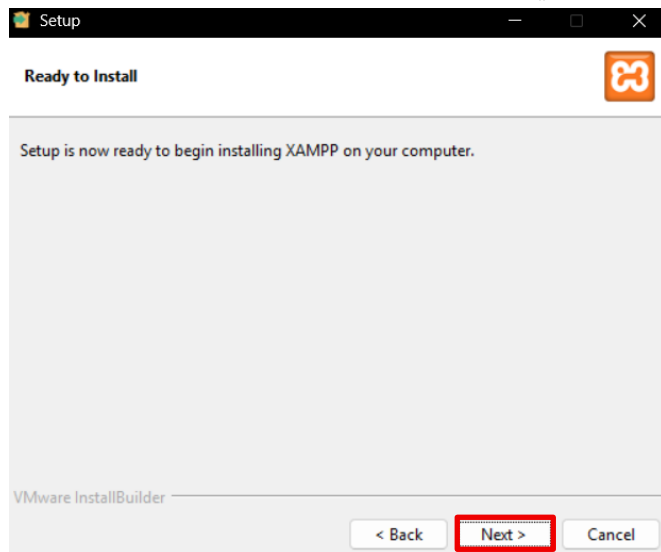 Setup
Ready to Install
Setup is now ready to begin installing XAMPP on your computer.
VMware InstallBuilder
< Back Next > Cancel